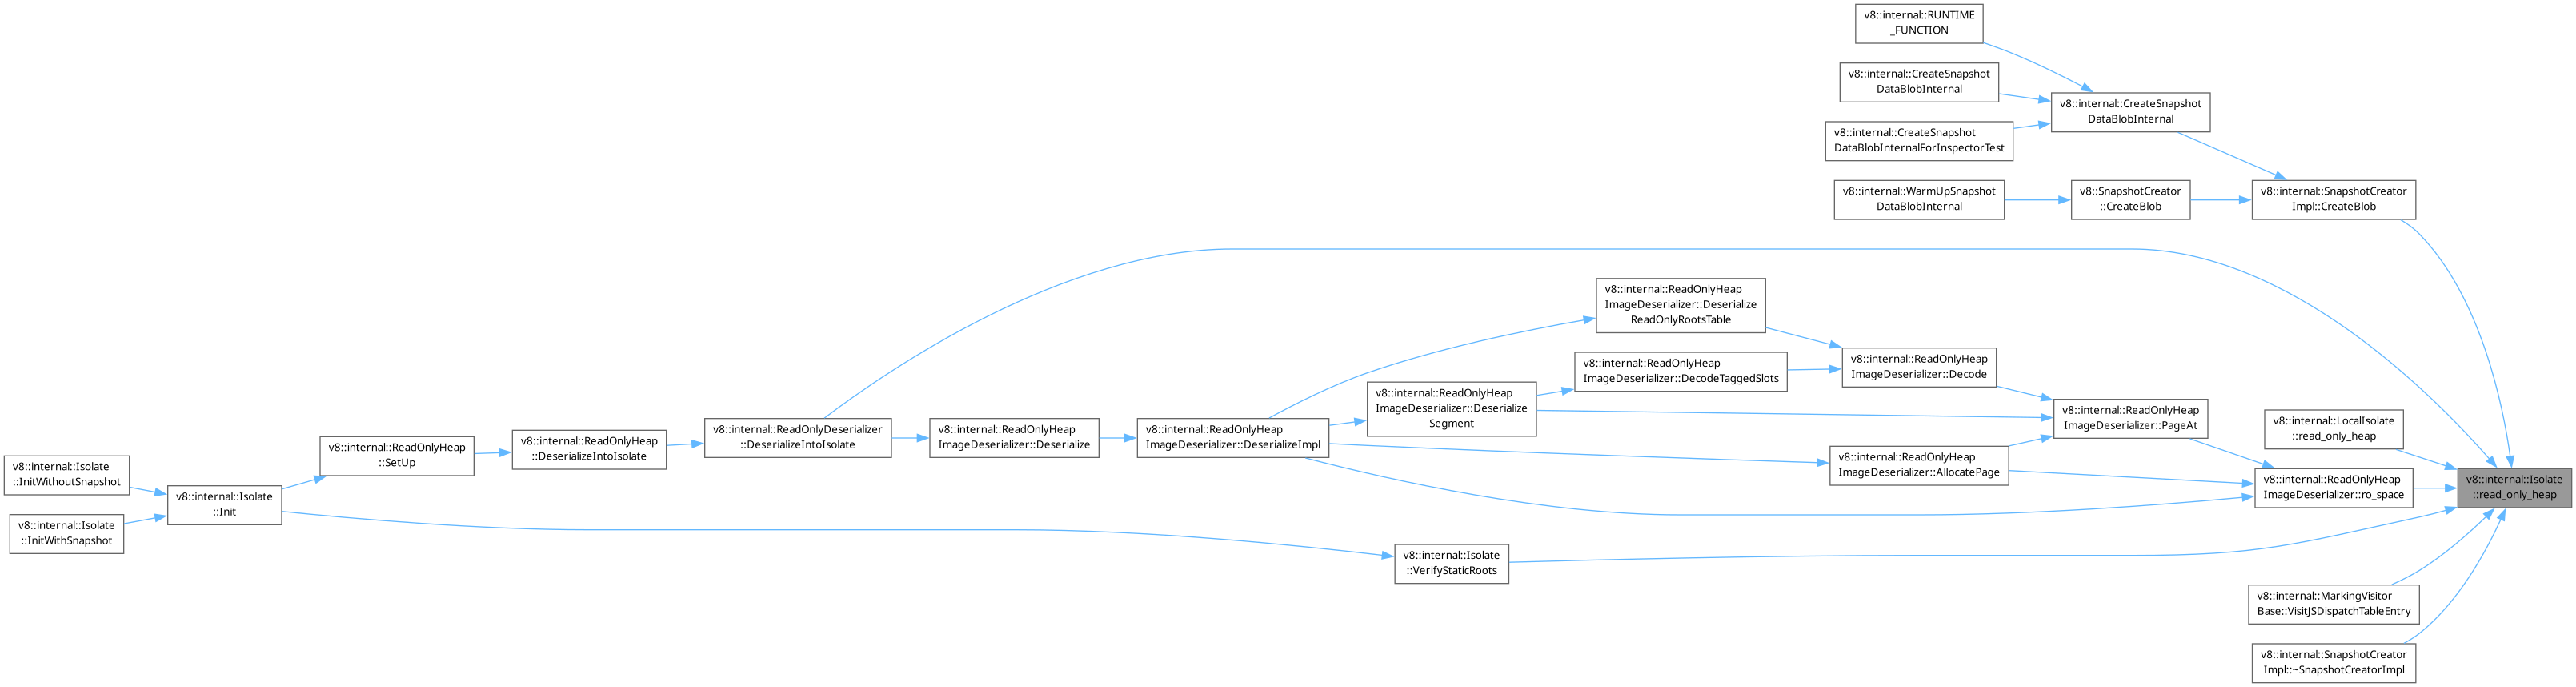 v8::internal::RUNTIME
_FUNCTION
v8::internal::CreateSnapshot
DataBlobInternal
v8::internal::CreateSnapshot
DataBlobInternal
v8::internal::CreateSnapshot
DataBlobInternalForInspectorTest
v8::internal::WarmUpSnapshot
DataBlobInternal
v8::SnapshotCreator
::CreateBlob
v8::internal::SnapshotCreator
Impl::CreateBlob
v8::internal::ReadOnlyHeap
ImageDeserializer::Deserialize
ReadOnlyRootsTable
v8::internal::ReadOnlyHeap
ImageDeserializer::DecodeTaggedSlots
v8::internal::ReadOnlyHeap
ImageDeserializer::Decode
v8::internal::ReadOnlyHeap
ImageDeserializer::Deserialize
Segment
v8::internal::ReadOnlyHeap
ImageDeserializer::PageAt
v8::internal::LocalIsolate
::read_only_heap
v8::internal::Isolate
::InitWithoutSnapshot
v8::internal::Isolate
::InitWithSnapshot
v8::internal::Isolate
::Init
v8::internal::ReadOnlyHeap
::SetUp
v8::internal::ReadOnlyHeap
::DeserializeIntoIsolate
v8::internal::ReadOnlyDeserializer
::DeserializeIntoIsolate
v8::internal::ReadOnlyHeap
ImageDeserializer::Deserialize
v8::internal::ReadOnlyHeap
ImageDeserializer::DeserializeImpl
v8::internal::ReadOnlyHeap
ImageDeserializer::AllocatePage
v8::internal::ReadOnlyHeap
ImageDeserializer::ro_space
v8::internal::Isolate
::read_only_heap
v8::internal::Isolate
::VerifyStaticRoots
v8::internal::MarkingVisitor
Base::VisitJSDispatchTableEntry
v8::internal::SnapshotCreator
Impl::~SnapshotCreatorImpl